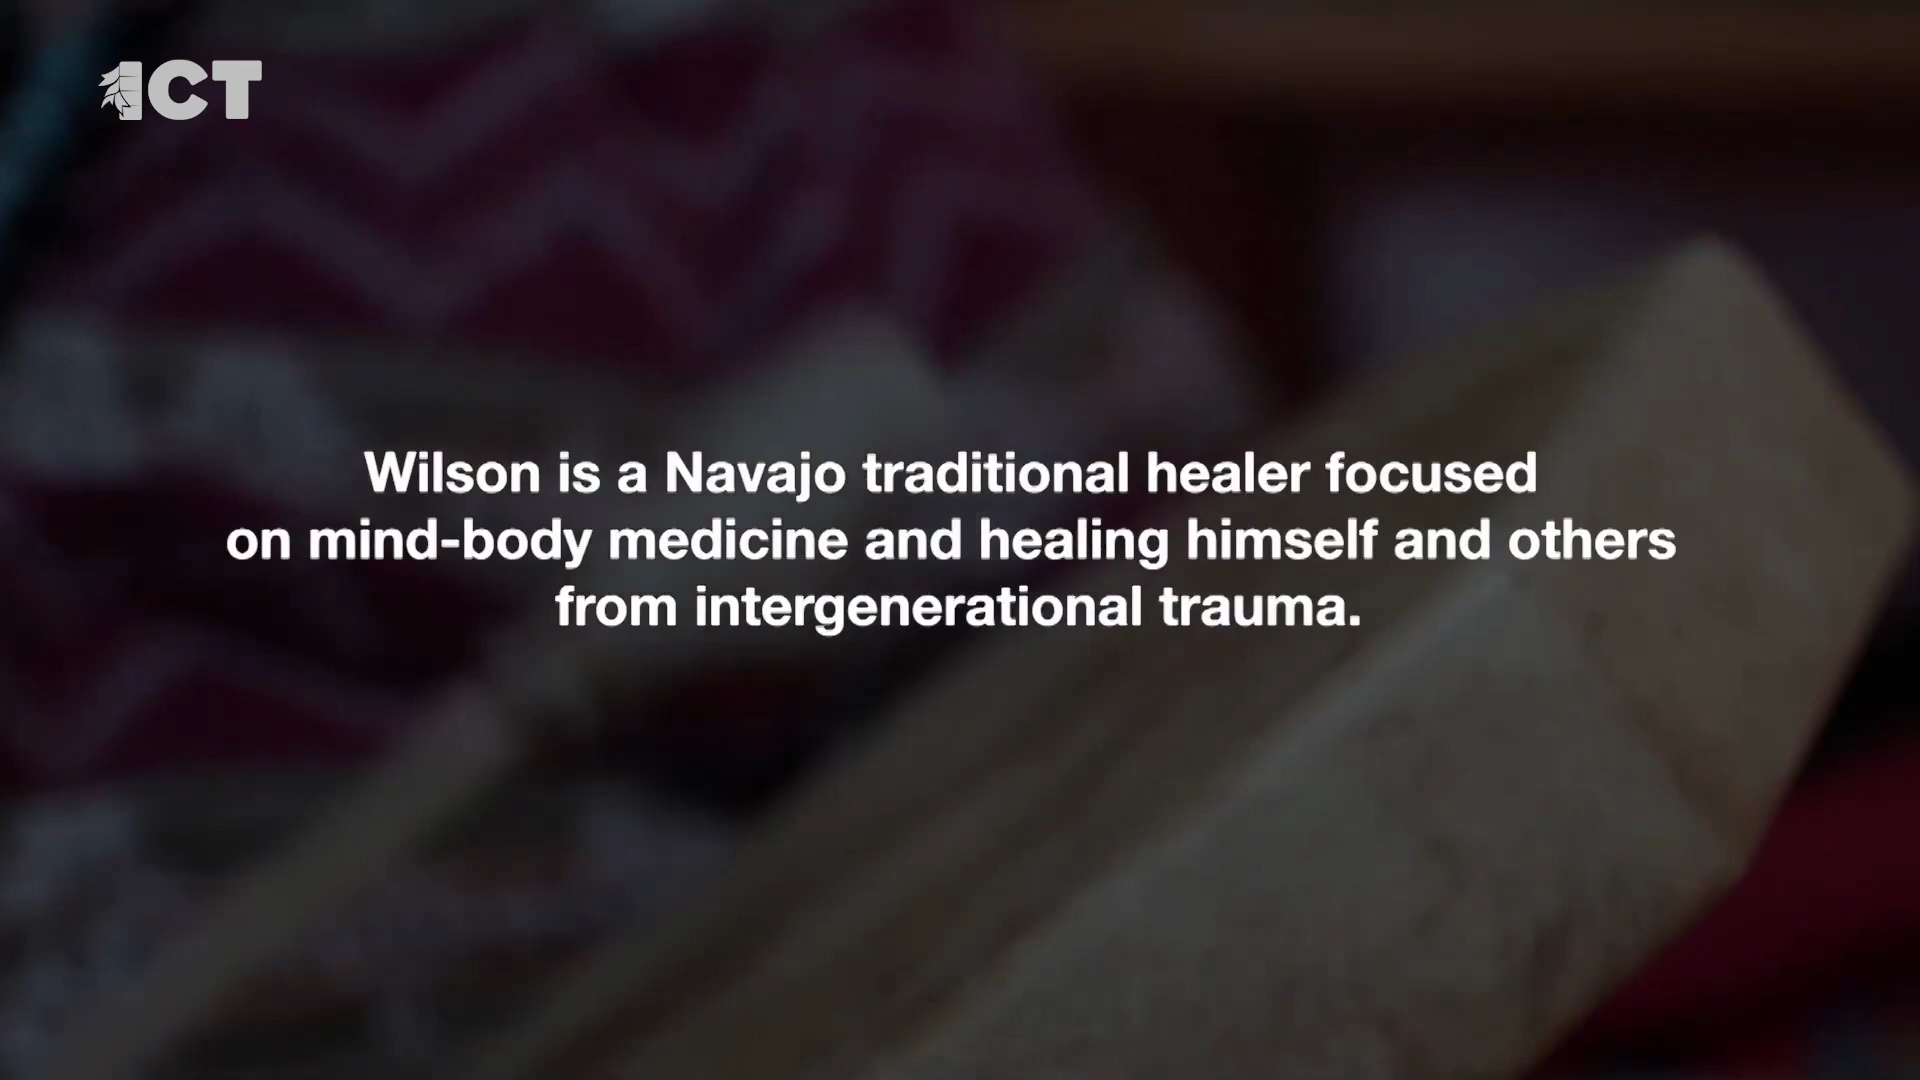 ICT
Wilson is a Navajo traditional healer focused
on mind-body medicine and healing himself and others
from intergenerational trauma.